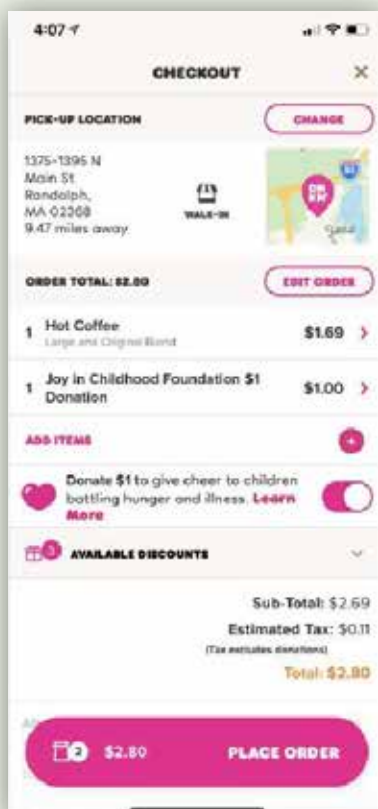 4:07
CHECKOUT
PICK-UP LOCATION
CHANGE
1375-1395 N
Main St
Randolph,
MA 02368
9.47 miles away
WALK-IN
DN
KN
ORDER TOTAL: $2.80
EDIT ORDER
1 Hot Coffee $1.69
Large and Original Blend
1 Joy in Childhood Foundation $1 $1.00
Donation
ADD ITEMS
Donate $1 to give cheer to children
battling hunger and illness. Learn
More
3 AVAILABLE DISCOUNTS
Sub-Total: $2.69
Estimated Tax: $0.11
(Tax excludes donations)
Total: $2.80
2 $2.80 PLACE ORDER